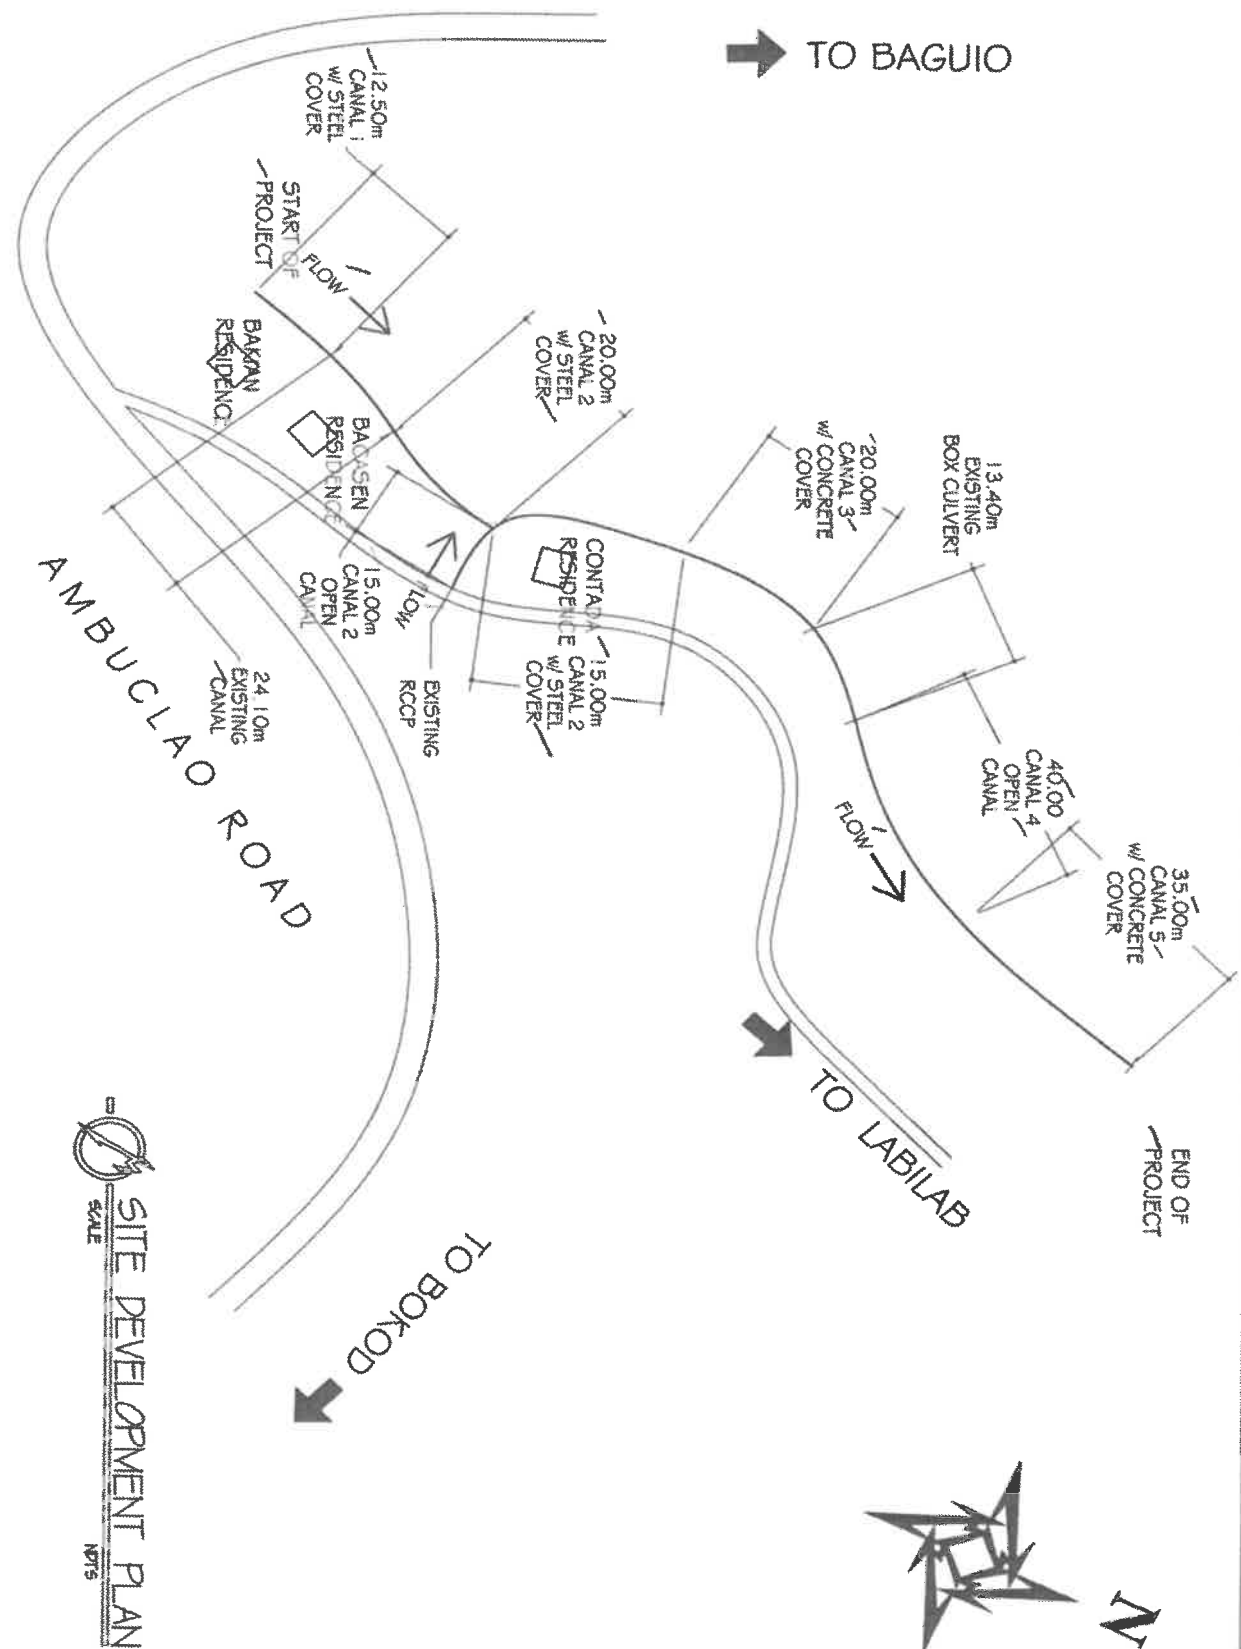 TO BAGUIO
12.50m
CANAL 1
w/ STEEL
COVER
START OF
PROJECT
FLOW
BAKIAN
RESIDENCE
20.00m
CANAL 2
w/ STEEL
COVER
BAGASEN
RESIDENCE
20.00m
CANAL 3
w/ CONCRETE
COVER
13.40m
EXISTING
BOX CULVERT
CONTADA
RESIDENCE
15.00m
CANAL 2
OPEN
CANAL
FLOW
15.00m
CANAL 2
w/ STEEL
COVER
EXISTING
RCCP
24.10m
EXISTING
CANAL
AMBUCLAO ROAD
40.00
CANAL 4
OPEN
CANAL
FLOW
35.00m
CANAL 5
w/ CONCRETE
COVER
TO LABILAB
END OF
PROJECT
TO BOKOD
SITE DEVELOPMENT PLAN
SCALE
NOTS
N